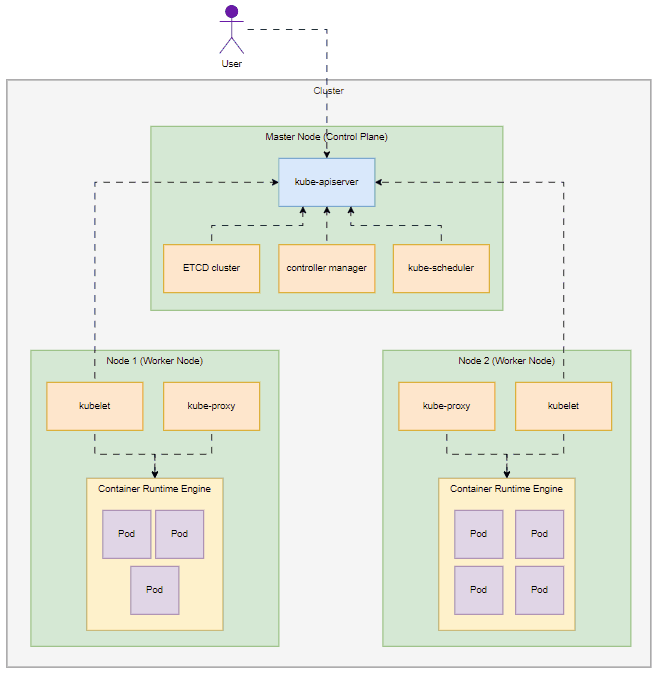 User
Cluster
Master Node (Control Plane)
kube-apiserver
ETCD cluster
controller manager
kube-scheduler
Node 1 (Worker Node)
kubelet
kube-proxy
Container Runtime Engine
Pod
Pod
Pod
Node 2 (Worker Node)
kube-proxy
kubelet
Container Runtime Engine
Pod
Pod
Pod
Pod